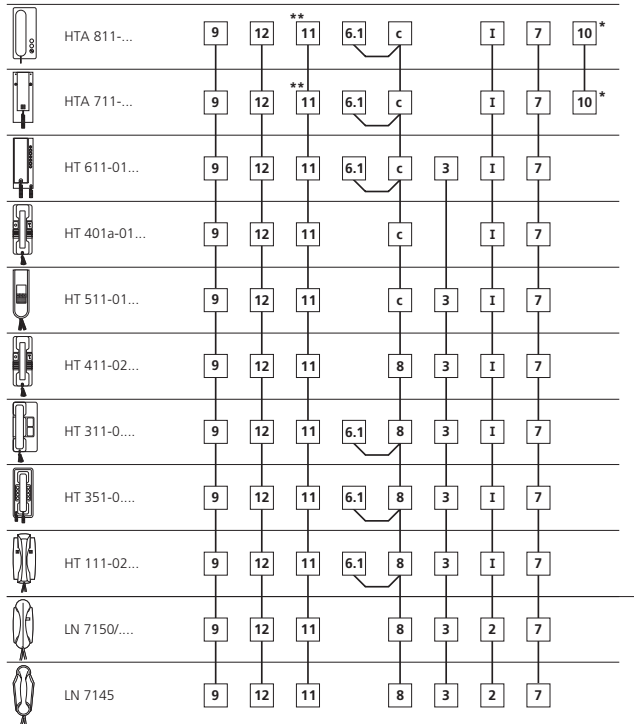 HTA 811-... 9 12 ** 11 6.1 c I 7 10 *
HTA 711-... 9 12 ** 11 6.1 c I 7 10 *
HT 611-01... 9 12 11 6.1 c 3 I 7
HT 401a-01... 9 12 11 c I 7
HT 511-01... 9 12 11 c 3 I 7
HT 411-02... 9 12 11 8 3 I 7
HT 311-0.... 9 12 11 6.1 8 3 I 7
HT 351-0.... 9 12 11 6.1 8 3 I 7
HT 111-02... 9 12 11 6.1 8 3 I 7
LN 7150/.... 9 12 11 8 3 2 7
LN 7145 9 12 11 8 3 2 7